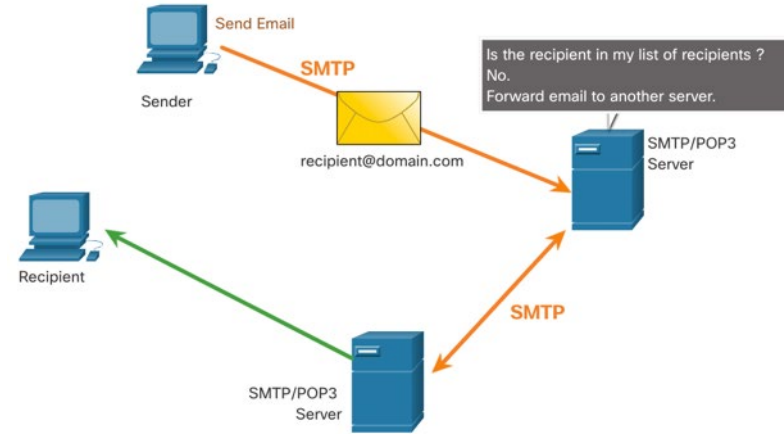 Send Email
SMTP
Sender
recipient@domain.com
Is the recipient in my list of recipients ?
No.
Forward email to another server.
SMTP/POP3
Server
Recipient
SMTP
SMTP/POP3
Server